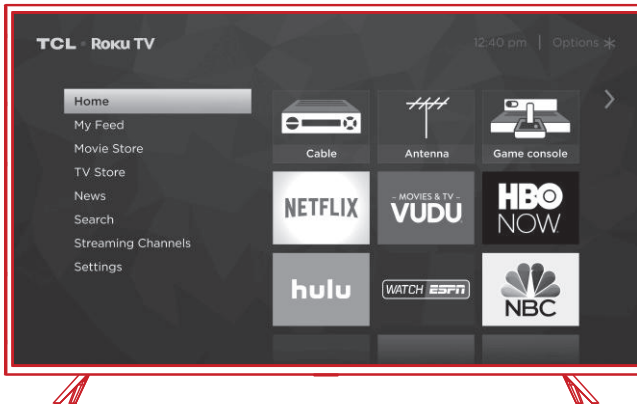 TCL • Roku TV
12:40 pm | Options
Home
My Feed
Movie Store
TV Store
News
Search
Streaming Channels
Settings
Cable
Antenna
Game console
NETFLIX
- MOVIES & TV -
VUDU
HBO
NOW
hulu
WATCH ESPN
NBC